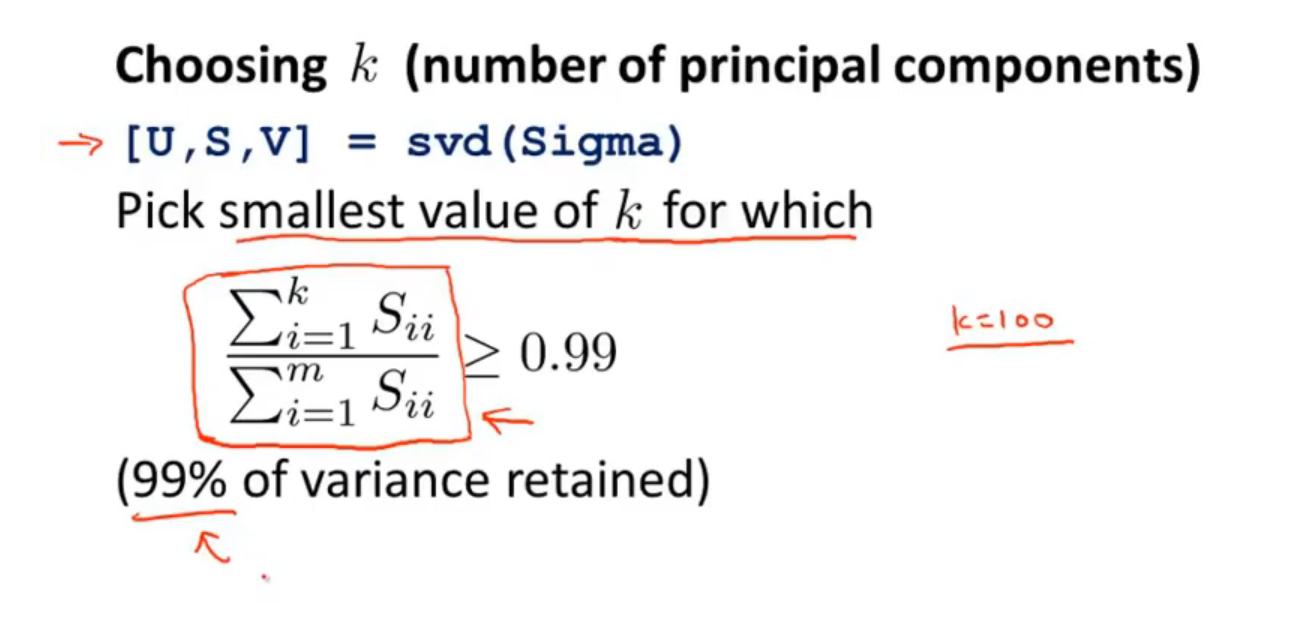 Choosing k (number of principal components)
→ [U,S,V] = svd(Sigma)
Pick smallest value of k for which
\frac{\sum_{i=1}^{k} S_{ii}}{\sum_{i=1}^{m} S_{ii}} ≥ 0.99
k=100
(99% of variance retained)